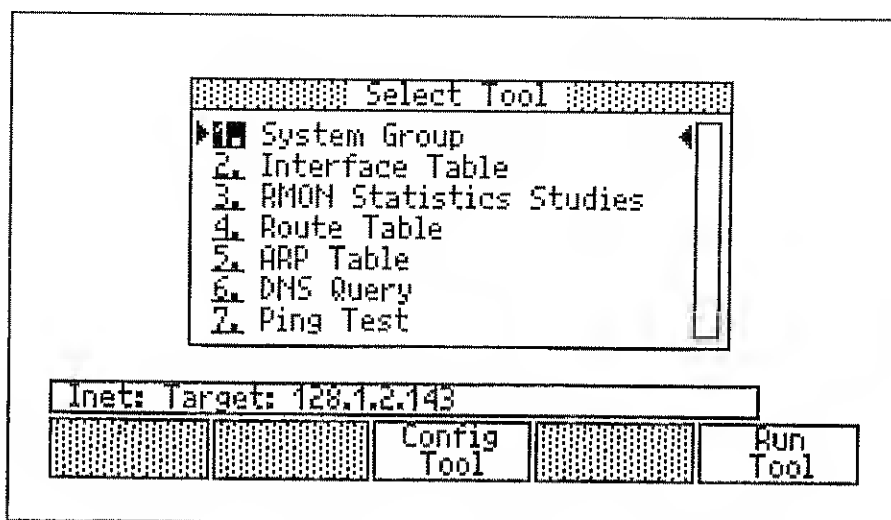 Select Tool
1. System Group
2. Interface Table
3. RMON Statistics Studies
4. Route Table
5. ARP Table
6. DNS Query
7. Ping Test
Inet: Target: 128.1.2.143
Config Tool
Run Tool